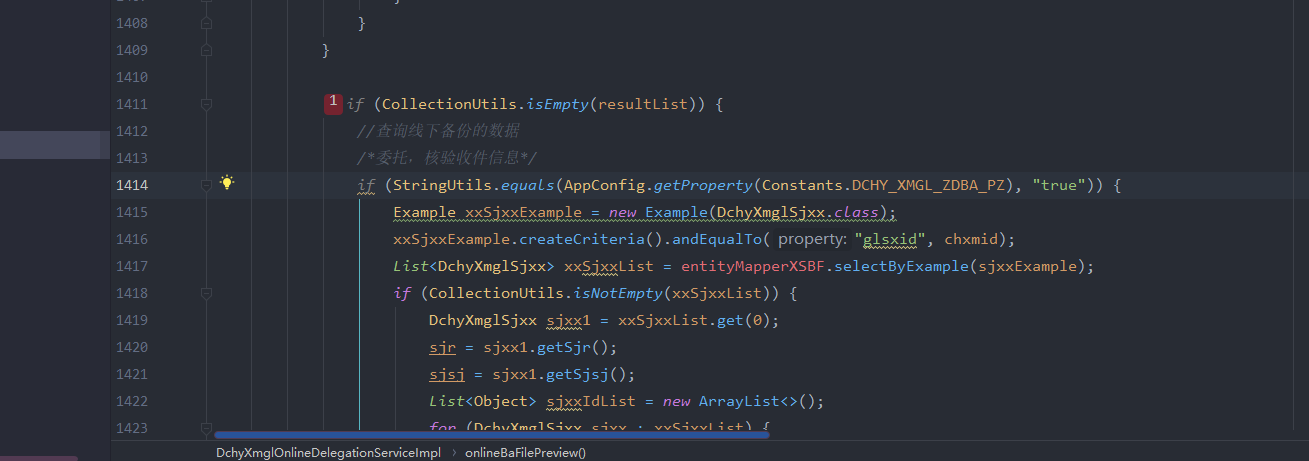 1408 }
1409 }
1410
1411 1 if (CollectionUtils.isEmpty(resultList)) {
1412 //查询线下备份的数据
1413 /*委托，核验收件信息*/
1414 if (StringUtils.equals(AppConfig.getProperty(Constants.DCHY_XMGL_ZDBA_PZ), "true")) {
1415 Example xxSjxxExample = new Example(DchyXmglSjxx.class);
1416 xxSjxxExample.createCriteria().andEqualTo( property: "glsxid", chxmid);
1417 List<DchyXmglSjxx> xxSjxxList = entityMapperXSBF.selectByExample(sjxxExample);
1418 if (CollectionUtils.isNotEmpty(xxSjxxList)) {
1419 DchyXmglSjxx sjxx1 = xxSjxxList.get(0);
1420 sjr = sjxx1.getSjr();
1421 sjsj = sjxx1.getSjsj();
1422 List<Object> sjxxIdList = new ArrayList<>();
1423 for (DchyXmglSjxx sjxx : xxSjxxList) {
DchyXmglOnlineDelegationServiceImpl › onlineBaFilePreview()